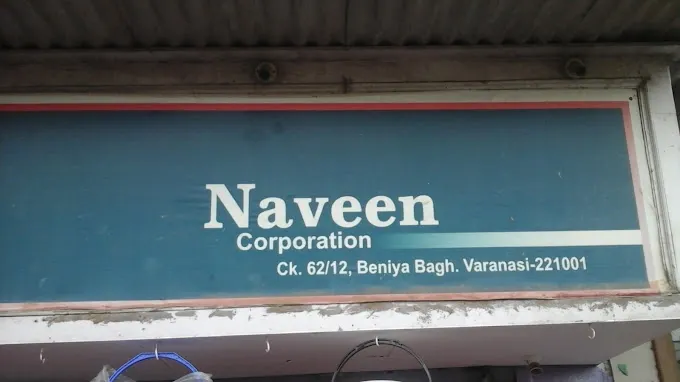 Naveen
Corporation
Ck. 62/12, Beniya Bagh. Varanasi-221001